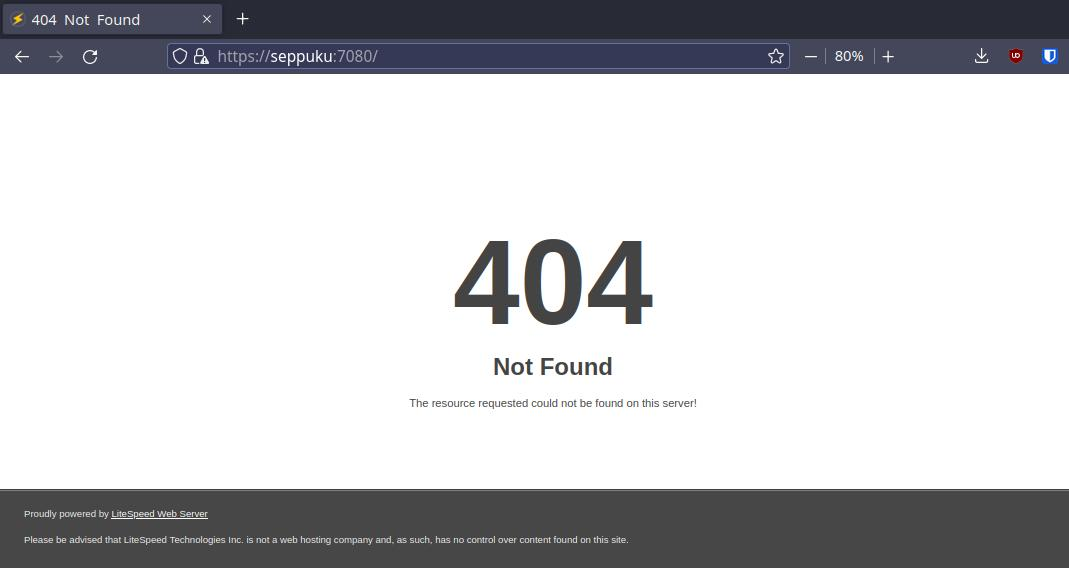 404 Not Found
https://seppuku:7080/
80%
404
Not Found
The resource requested could not be found on this server!
Proudly powered by LiteSpeed Web Server
Please be advised that LiteSpeed Technologies Inc. is not a web hosting company and, as such, has no control over content found on this site.